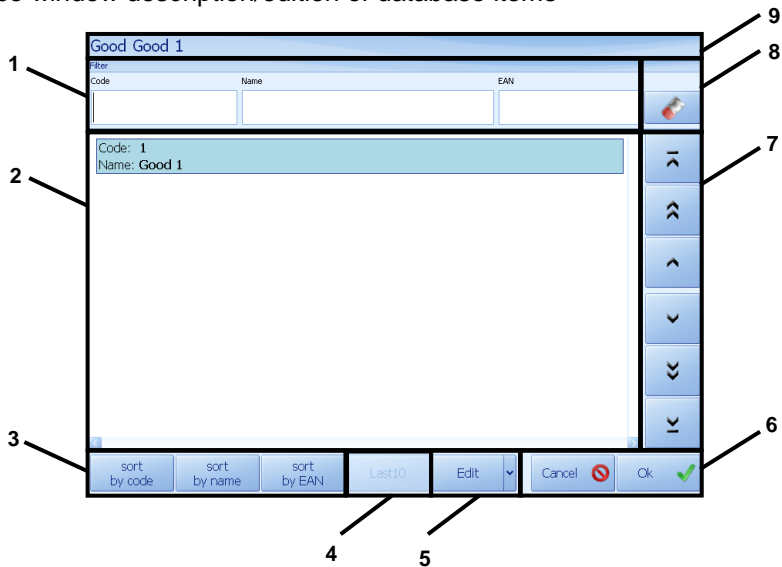 window description/edition of database items
9
Good Good 1
8
1
Filter
Code Name EAN
7
2
Code: 1
Name: Good 1
3
6
sort by code
sort by name
sort by EAN
Last10
Edit
Cancel
Ok
4
5